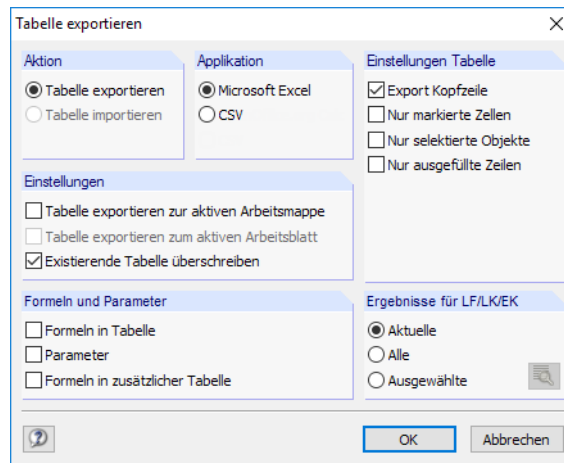 Tabelle exportieren
Aktion
Tabelle exportieren
Tabelle importieren
Applikation
Microsoft Excel
CSV
Einstellungen Tabelle
Export Kopfzeile
Nur markierte Zellen
Nur selektierte Objekte
Nur ausgefüllte Zeilen
Einstellungen
Tabelle exportieren zur aktiven Arbeitsmappe
Tabelle exportieren zum aktiven Arbeitsblatt
Existierende Tabelle überschreiben
Formeln und Parameter
Formeln in Tabelle
Parameter
Formeln in zusätzlicher Tabelle
Ergebnisse für LF/LK/EK
Aktuelle
Alle
Ausgewählte
OK
Abbrechen